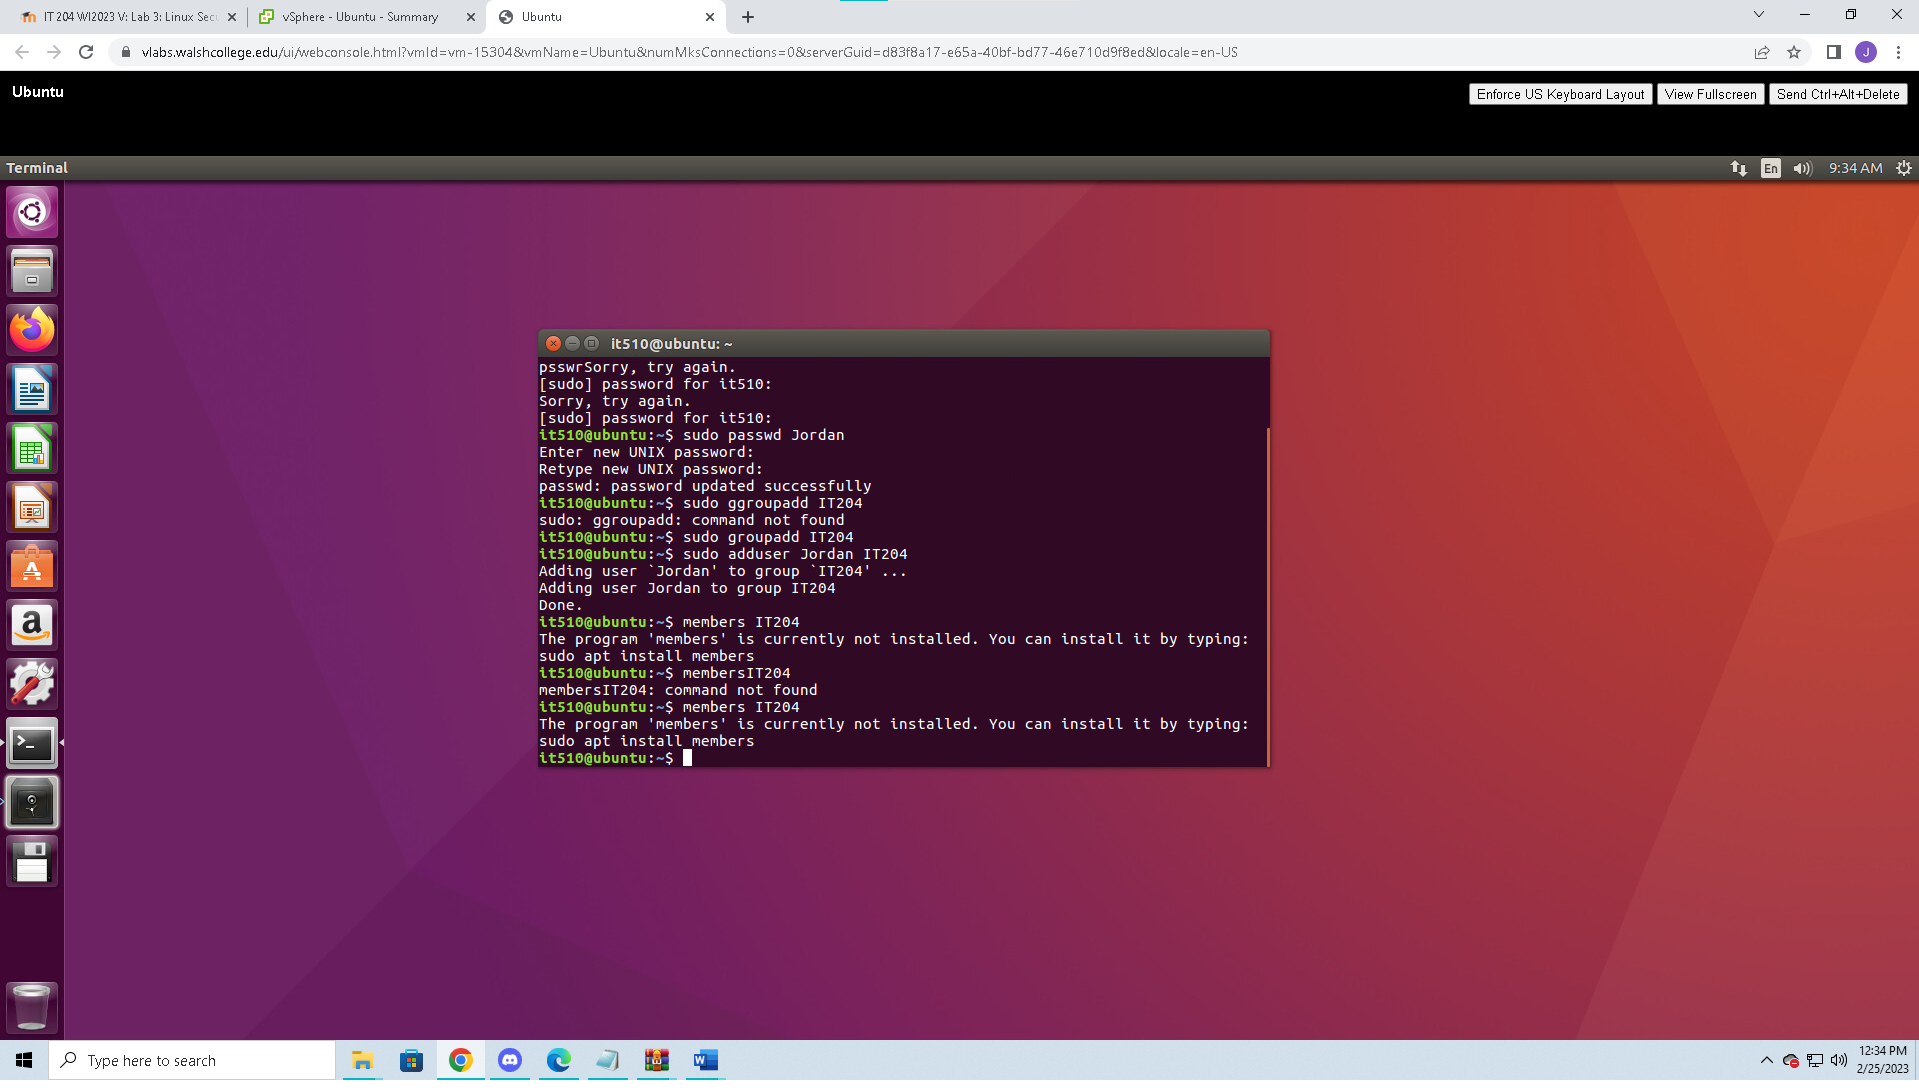 IT 204 WI2023 V: Lab 3: Linux Secu
vSphere - Ubuntu - Summary
Ubuntu
vlabs.walshcollege.edu/ui/webconsole.html?vmId=vm-15304&vmName=Ubuntu&numMksConnections=0&serverGuid=d83f8a17-e65a-40bf-bd77-46e710d9f8ed&locale=en-US
J
Ubuntu
Enforce US Keyboard Layout
View Fullscreen
Send Ctrl+Alt+Delete
Terminal
En
9:34 AM
it510@ubuntu: ~
psswrSorry, try again.
[sudo] password for it510:
Sorry, try again.
[sudo] password for it510:
it510@ubuntu:~$ sudo passwd Jordan
Enter new UNIX password:
Retype new UNIX password:
passwd: password updated successfully
it510@ubuntu:~$ sudo ggroupadd IT204
sudo: ggroupadd: command not found
it510@ubuntu:~$ sudo groupadd IT204
it510@ubuntu:~$ sudo adduser Jordan IT204
Adding user `Jordan' to group `IT204' ...
Adding user Jordan to group IT204
Done.
it510@ubuntu:~$ members IT204
The program 'members' is currently not installed. You can install it by typing:
sudo apt install members
it510@ubuntu:~$ membersIT204
membersIT204: command not found
it510@ubuntu:~$ members IT204
The program 'members' is currently not installed. You can install it by typing:
sudo apt install members
it510@ubuntu:~$
Type here to search
12:34 PM
2/25/2023